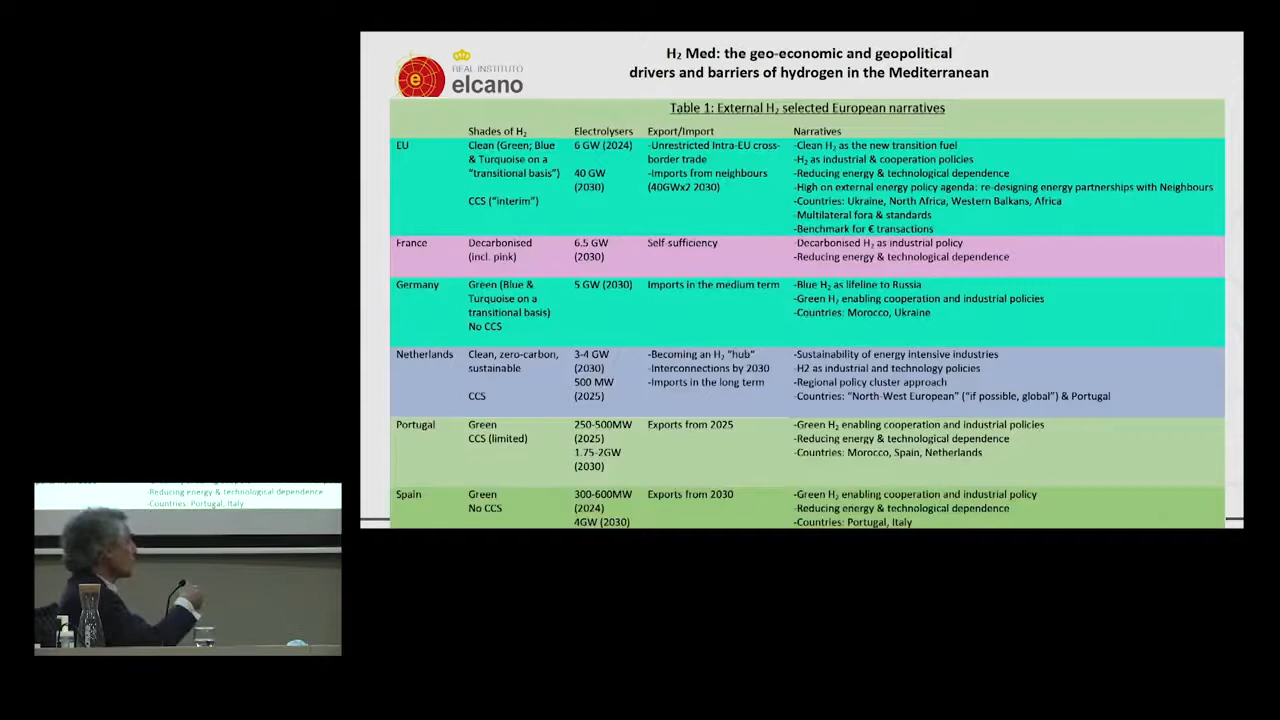 H₂ Med: the geo-economic and geopolitical
drivers and barriers of hydrogen in the Mediterranean
e
REAL INSTITUTO
elcano
Table 1: External H₂ selected European narratives
Shades of H₂ Electrolysers Export/Import Narratives
EU Clean (Green; Blue 6 GW (2024) -Unrestricted Intra-EU cross- -Clean H₂ as the new transition fuel
& Turquoise on a border trade -H₂ as industrial & cooperation policies
"transitional basis") 40 GW -Imports from neighbours -Reducing energy & technological dependence
(2030) (40GWx2 2030) -High on external energy policy agenda: re-designing energy partnerships with Neighbours
CCS ("interim") -Countries: Ukraine, North Africa, Western Balkans, Africa
-Multilateral fora & standards
-Benchmark for € transactions
France Decarbonised 6.5 GW Self-sufficiency -Decarbonised H₂ as industrial policy
(incl. pink) (2030) -Reducing energy & technological dependence
Germany Green (Blue & 5 GW (2030) Imports in the medium term -Blue H₂ as lifeline to Russia
Turquoise on a -Green H₂ enabling cooperation and industrial policies
transitional basis) -Countries: Morocco, Ukraine
No CCS
Netherlands Clean, zero-carbon, 3-4 GW -Becoming an H₂ "hub" -Sustainability of energy intensive industries
sustainable (2030) -Interconnections by 2030 -H2 as industrial and technology policies
500 MW -Imports in the long term -Regional policy cluster approach
CCS (2025) -Countries: "North-West European" ("if possible, global") & Portugal
Portugal Green 250-500MW Exports from 2025 -Green H₂ enabling cooperation and industrial policies
CCS (limited) (2025) -Reducing energy & technological dependence
1.75-2GW -Countries: Morocco, Spain, Netherlands
(2030)
Spain Green 300-600MW Exports from 2030 -Green H₂ enabling cooperation and industrial policy
No CCS (2024) -Reducing energy & technological dependence
4GW (2030) -Countries: Portugal, Italy
-Reducing energy & technological dependence
-Countries: Portugal, Italy